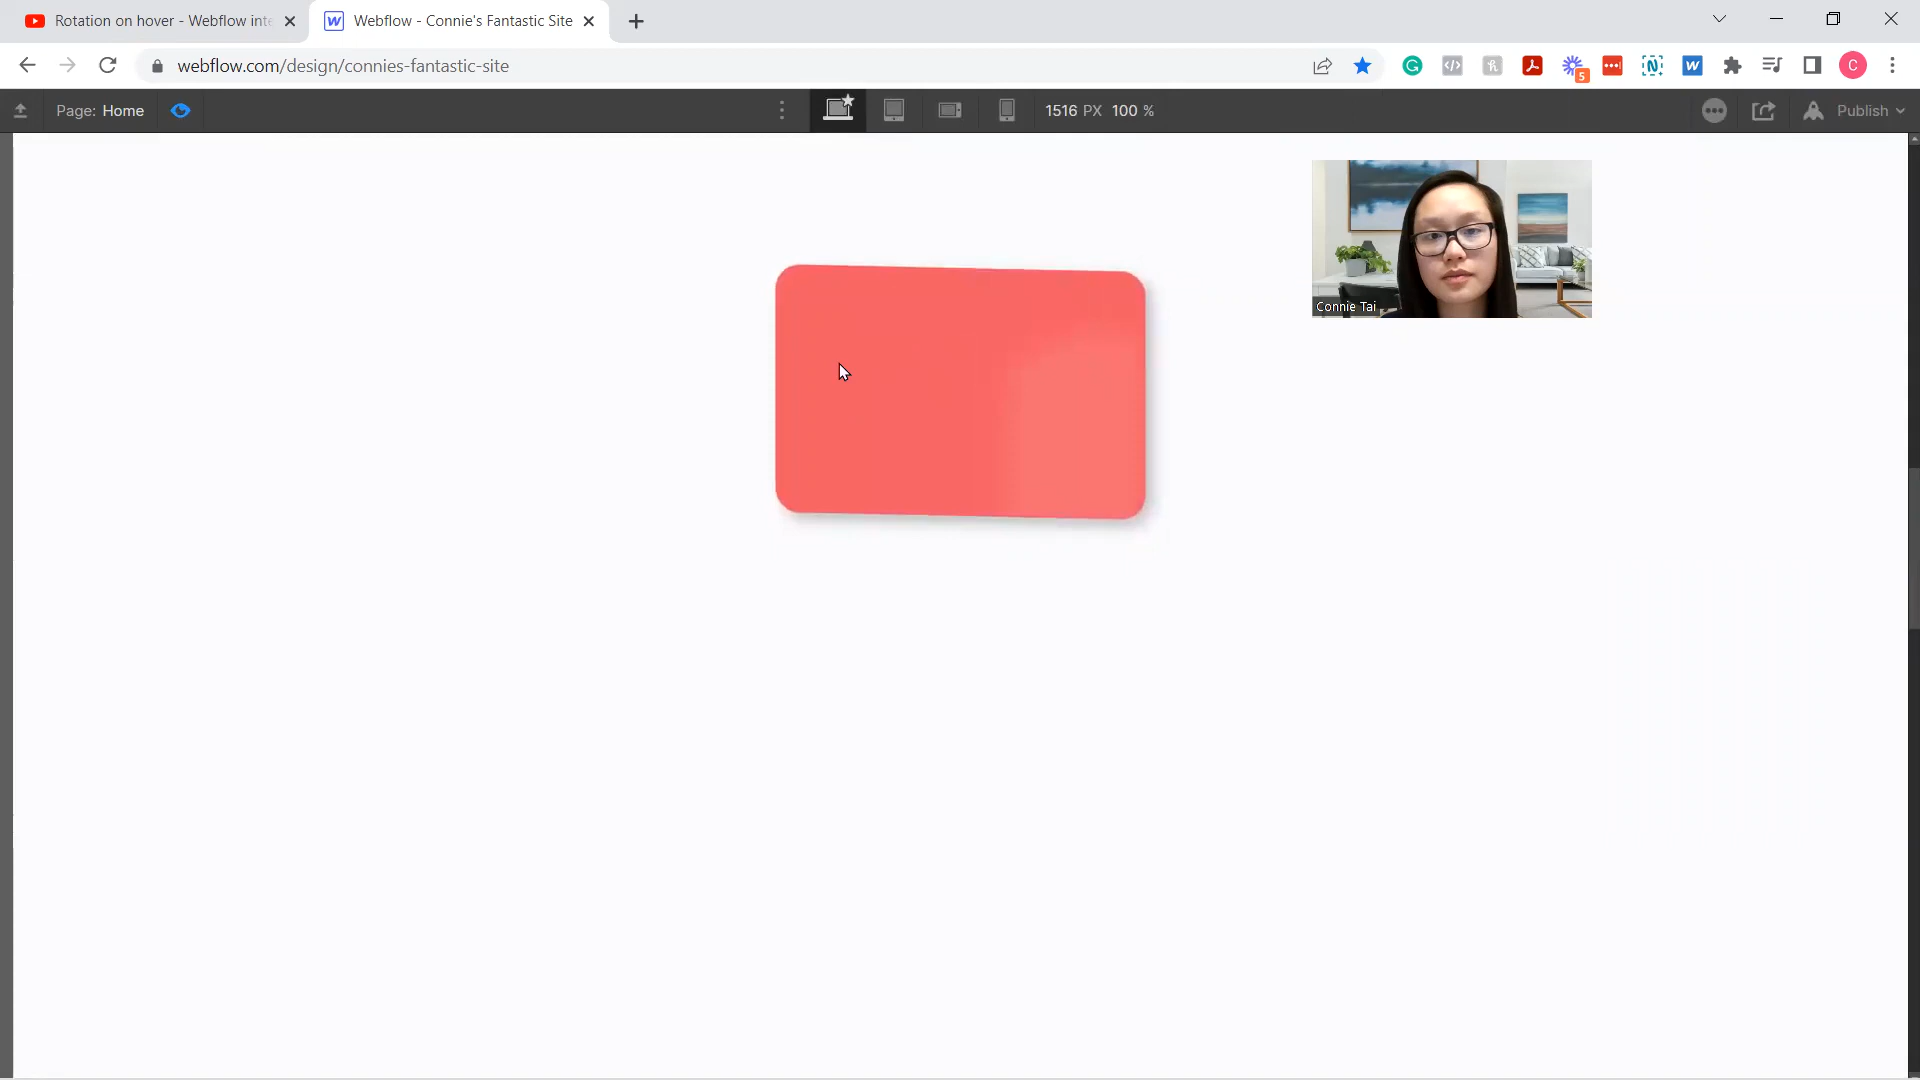 Rotation on hover - Webflow inte
Webflow - Connie's Fantastic Site
webflow.com/design/connies-fantastic-site
5
C
Page: Home
1516 PX 100 %
Publish
Connie Tai